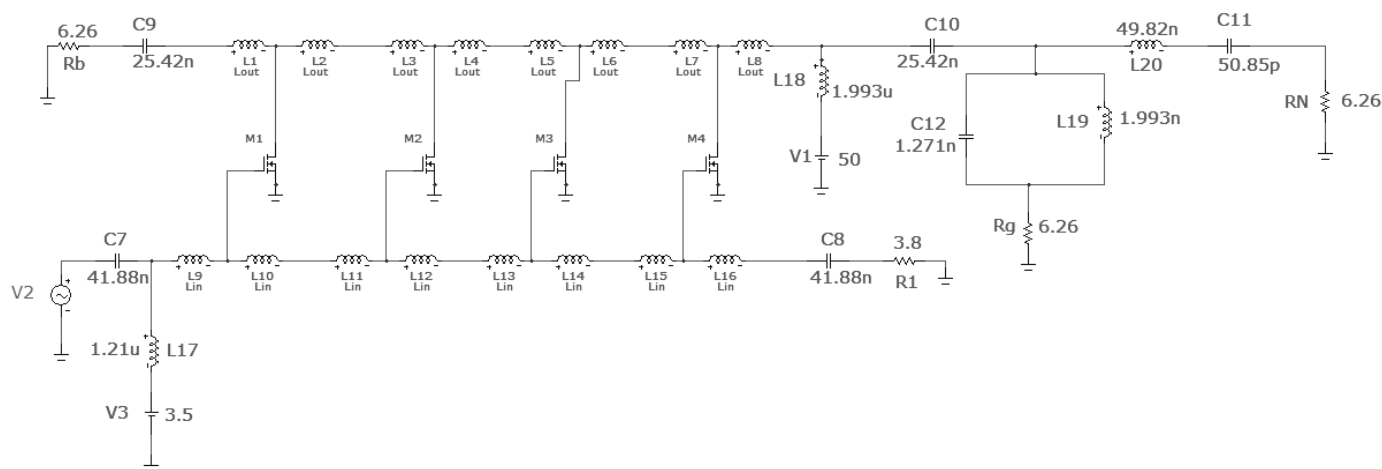 6.26
Rb
C9
25.42n
L1
Lout
L2
Lout
L3
Lout
L4
Lout
L5
Lout
L6
Lout
L7
Lout
L8
Lout
L18
1.993u
C10
25.42n
49.82n
L20
C11
50.85p
RN
6.26
C12
1.271n
L19
1.993n
Rg
6.26
V1
50
M1
M2
M3
M4
V2
C7
41.88n
L9
Lin
L10
Lin
L11
Lin
L12
Lin
L13
Lin
L14
Lin
L15
Lin
L16
Lin
C8
41.88n
3.8
R1
1.21u
L17
V3
3.5